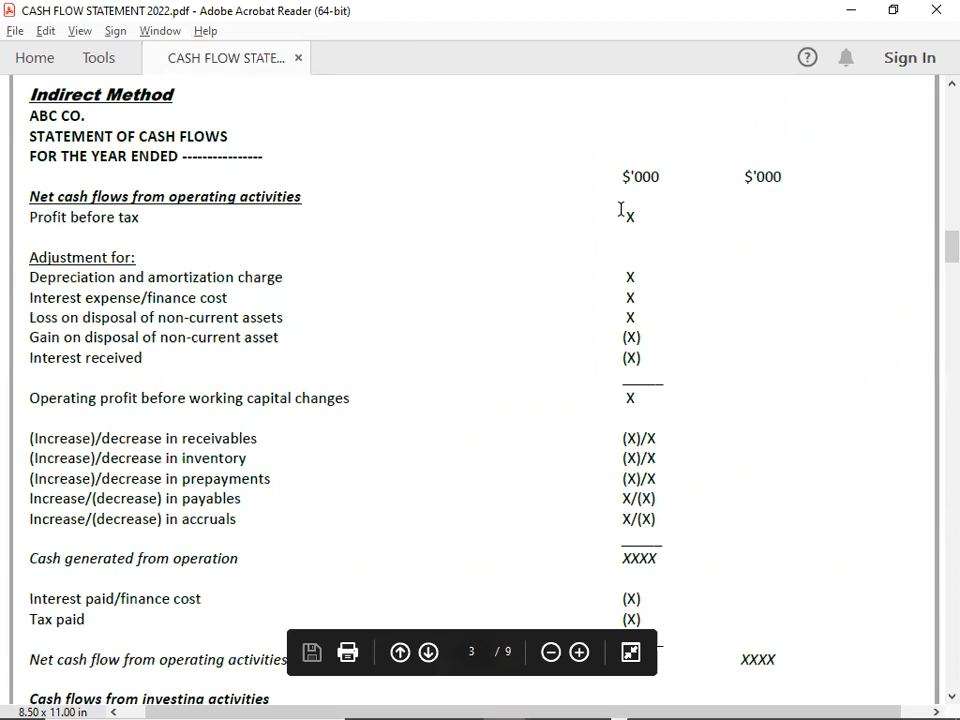 CASH FLOW STATEMENT 2022.pdf - Adobe Acrobat Reader (64-bit)
File Edit View Sign Window Help
Home Tools CASH FLOW STATE... × Sign In
Indirect Method
ABC CO.
STATEMENT OF CASH FLOWS
FOR THE YEAR ENDED ----------------
$'000 $'000
Net cash flows from operating activities
Profit before tax X
Adjustment for:
Depreciation and amortization charge X
Interest expense/finance cost X
Loss on disposal of non-current assets X
Gain on disposal of non-current asset (X)
Interest received (X)
Operating profit before working capital changes X
(Increase)/decrease in receivables (X)/X
(Increase)/decrease in inventory (X)/X
(Increase)/decrease in prepayments (X)/X
Increase/(decrease) in payables X/(X)
Increase/(decrease) in accruals X/(X)
Cash generated from operation XXXX
Interest paid/finance cost (X)
Tax paid (X)
3 / 9
Net cash flow from operating activities XXXX
Cash flows from investing activities
8.50 x 11.00 in